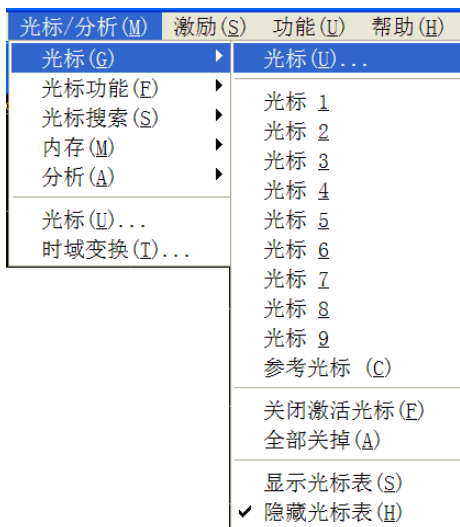 光标/分析(M) 激励(S) 功能(U) 帮助(H)
光标(G)
光标功能(F)
光标搜索(S)
内存(M)
分析(A)
光标(U)...
时域变换(T)...
光标(U)...
光标 1
光标 2
光标 3
光标 4
光标 5
光标 6
光标 7
光标 8
光标 9
参考光标 (C)
关闭激活光标(F)
全部关掉(A)
显示光标表(S)
隐藏光标表(H)